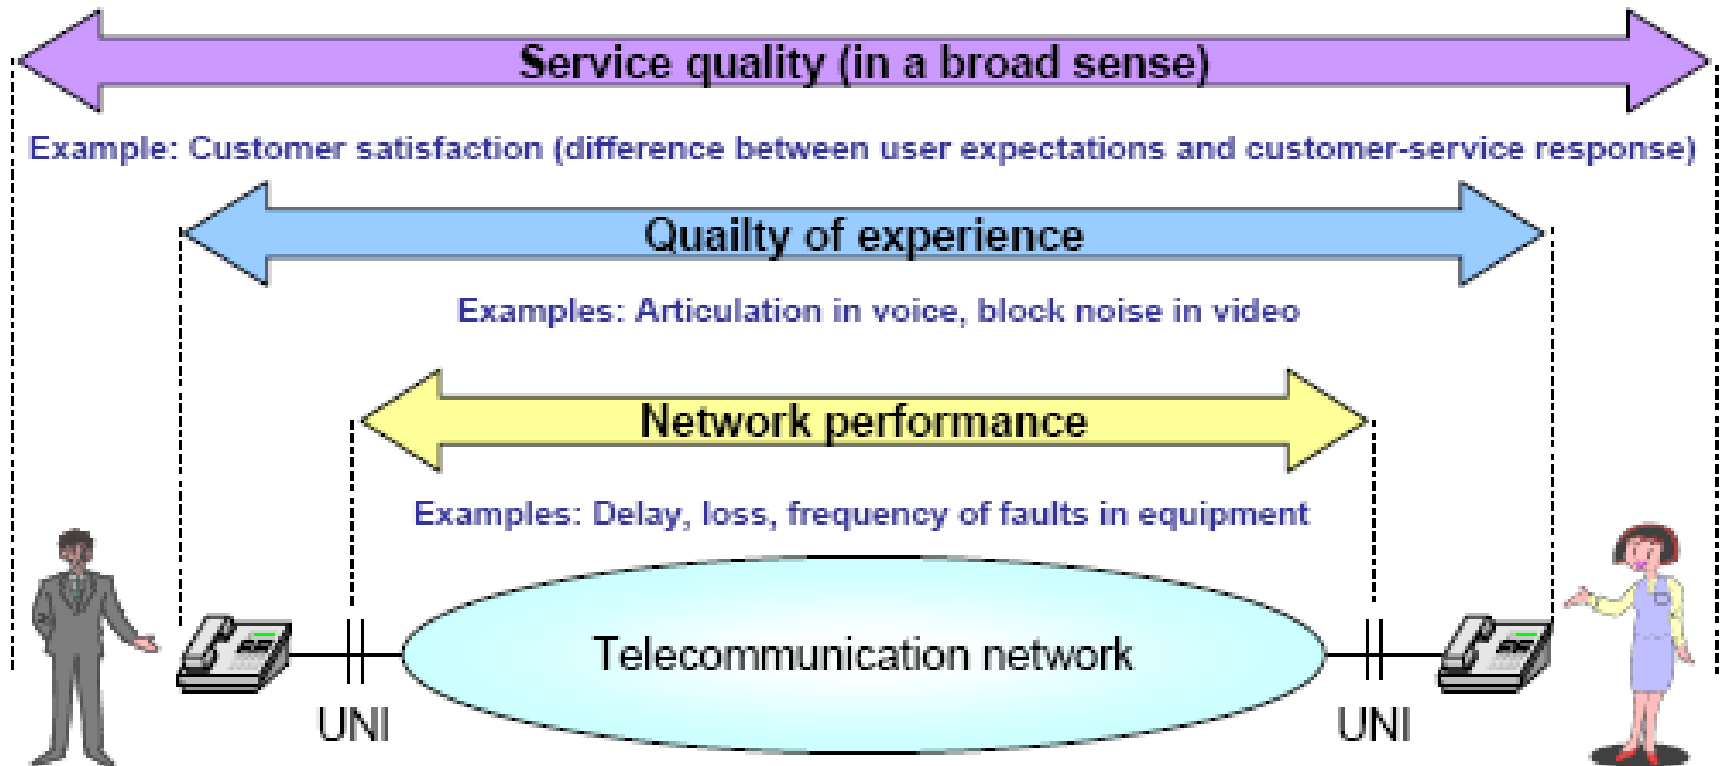 Service quality (in a broad sense)
Example: Customer satisfaction (difference between user expectations and customer-service response)
Quailty of experience
Examples: Articulation in voice, block noise in video
Network performance
Examples: Delay, loss, frequency of faults in equipment
Telecommunication network
UNI
UNI